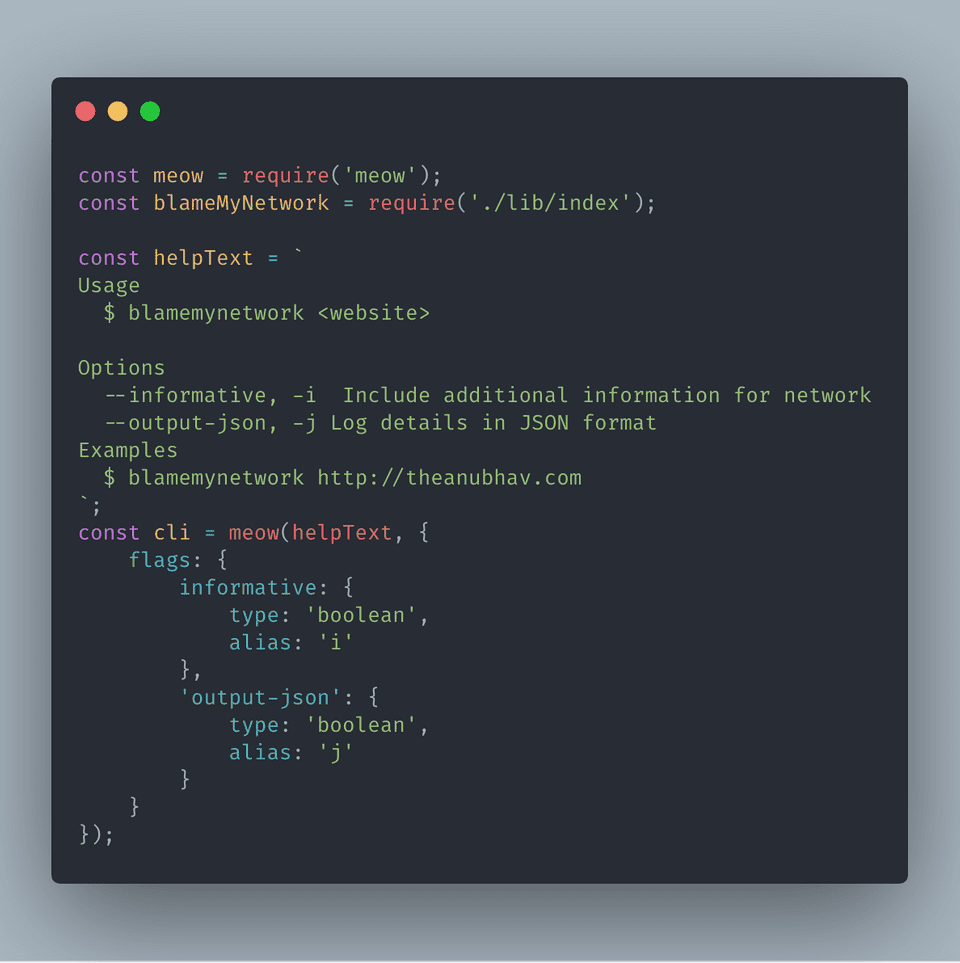 const meow = require('meow');
const blameMyNetwork = require('./lib/index');

const helpText = `
Usage
  $ blamemynetwork <website>

Options
  --informative, -i  Include additional information for network
  --output-json, -j Log details in JSON format
Examples
  $ blamemynetwork http://theanubhav.com
`;
const cli = meow(helpText, {
    flags: {
        informative: {
            type: 'boolean',
            alias: 'i'
        },
        'output-json': {
            type: 'boolean',
            alias: 'j'
        }
    }
});